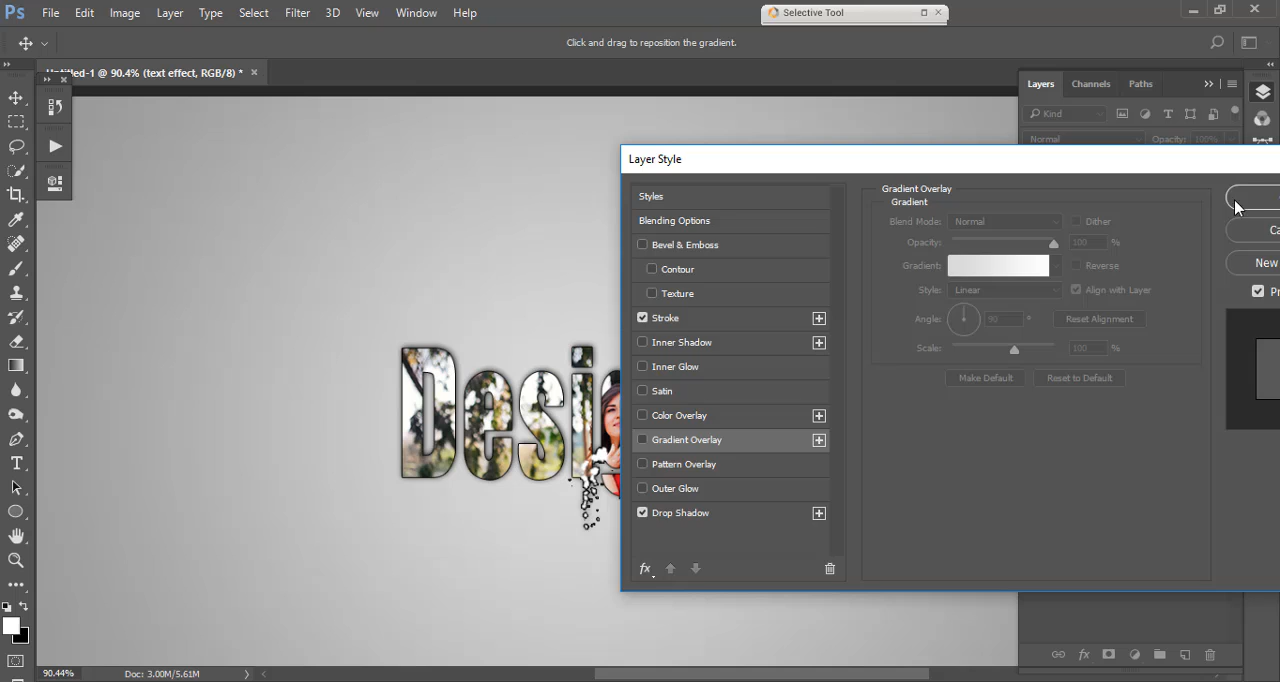 Ps File Edit Image Layer Type Select Filter 3D View Window Help
Selective Tool
Click and drag to reposition the gradient.
Untitled-1 @ 90.4% (text effect, RGB/8) *
Layers Channels Paths
Kind
Normal Opacity: 100%
Layer Style
Styles
Blending Options
Bevel & Emboss
Contour
Texture
Stroke
Inner Shadow
Inner Glow
Satin
Color Overlay
Gradient Overlay
Pattern Overlay
Outer Glow
Drop Shadow
fx
Gradient Overlay
Gradient
Blend Mode: Normal Dither
Opacity: 100 %
Gradient: Reverse
Style: Linear Align with Layer
Angle: 90 ° Reset Alignment
Scale: 100 %
Make Default Reset to Default
Ca
New
Pr
Desi
90.44% Doc: 3.00M/5.61M
fx